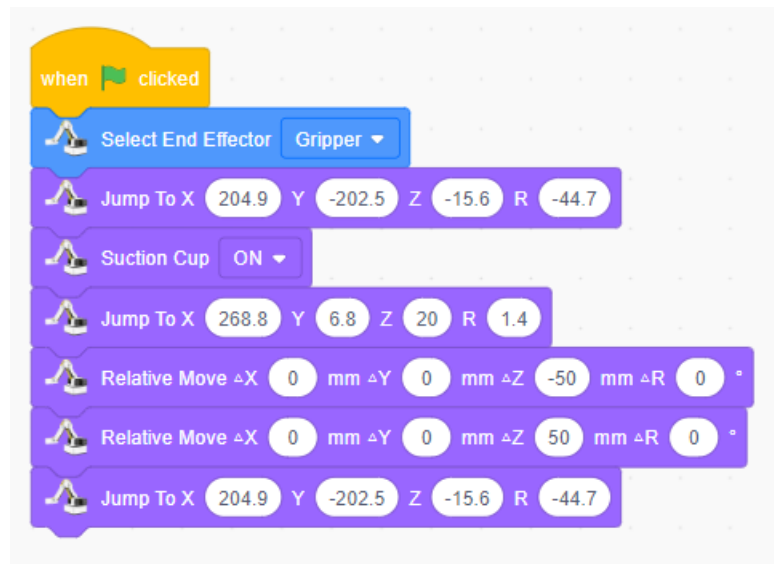 when clicked
Select End Effector Gripper
Jump To X 204.9 Y -202.5 Z -15.6 R -44.7
Suction Cup ON
Jump To X 268.8 Y 6.8 Z 20 R 1.4
Relative Move △X 0 mm △Y 0 mm △Z -50 mm △R 0 °
Relative Move △X 0 mm △Y 0 mm △Z 50 mm △R 0 °
Jump To X 204.9 Y -202.5 Z -15.6 R -44.7